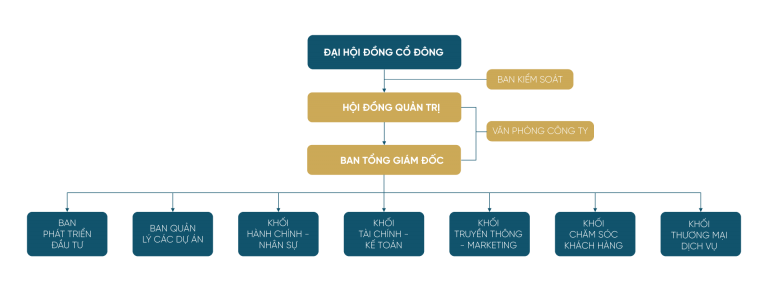 ĐẠI HỘI ĐỒNG CỔ ĐÔNG
BAN KIỂM SOÁT
HỘI ĐỒNG QUẢN TRỊ
VĂN PHÒNG CÔNG TY
BAN TỔNG GIÁM ĐỐC
BAN
PHÁT TRIỂN
ĐẦU TƯ
BAN QUẢN
LÝ CÁC DỰ ÁN
KHỐI
HÀNH CHÍNH -
NHÂN SỰ
KHỐI
TÀI CHÍNH -
KẾ TOÁN
KHỐI
TRUYỀN THÔNG
- MARKETING
KHỐI
CHĂM SÓC
KHÁCH HÀNG
KHỐI
THƯƠNG MẠI
DỊCH VỤ